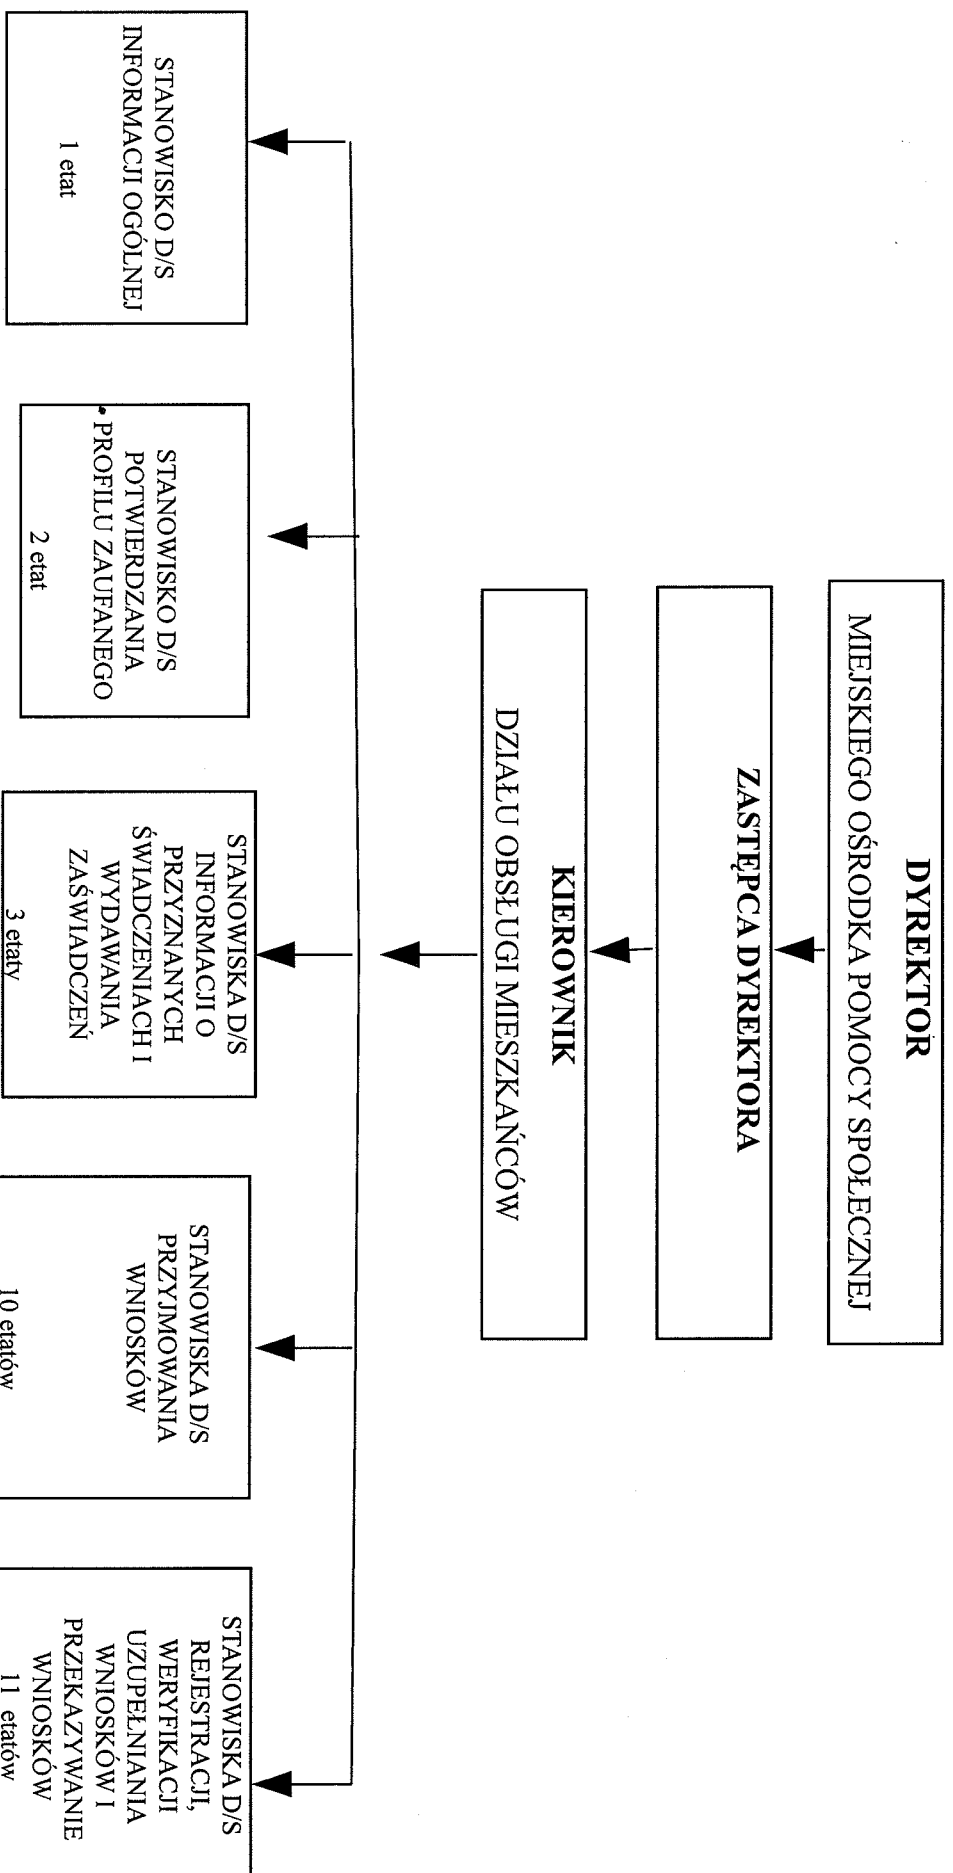 DYREKTOR
MIEJSKIEGO OŚRODKA POMOCY SPOŁECZNEJ
ZASTĘPCA DYREKTORA
KIEROWNIK
DZIAŁU OBSŁUGI MIESZKAŃCÓW
STANOWISKO D/S
INFORMACJI OGÓLNEJ
1 etat
STANOWISKO D/S
POTWIERDZANIA
PROFILU ZAUFANEGO
2 etat
STANOWISKA D/S
INFORMACJI O
PRZYZNANYCH
ŚWIADCZENIACH I
WYDAWANIA
ZAŚWIADCZEŃ
3 etaty
STANOWISKA D/S
PRZYJMOWANIA
WNIOSKÓW
10 etatów
STANOWISKA D/S
REJESTRACJI,
WERYFIKACJI
UZUPEŁNIANIA
WNIOSKÓW I
PRZEKAZYWANIE
WNIOSKÓW
11 etatów